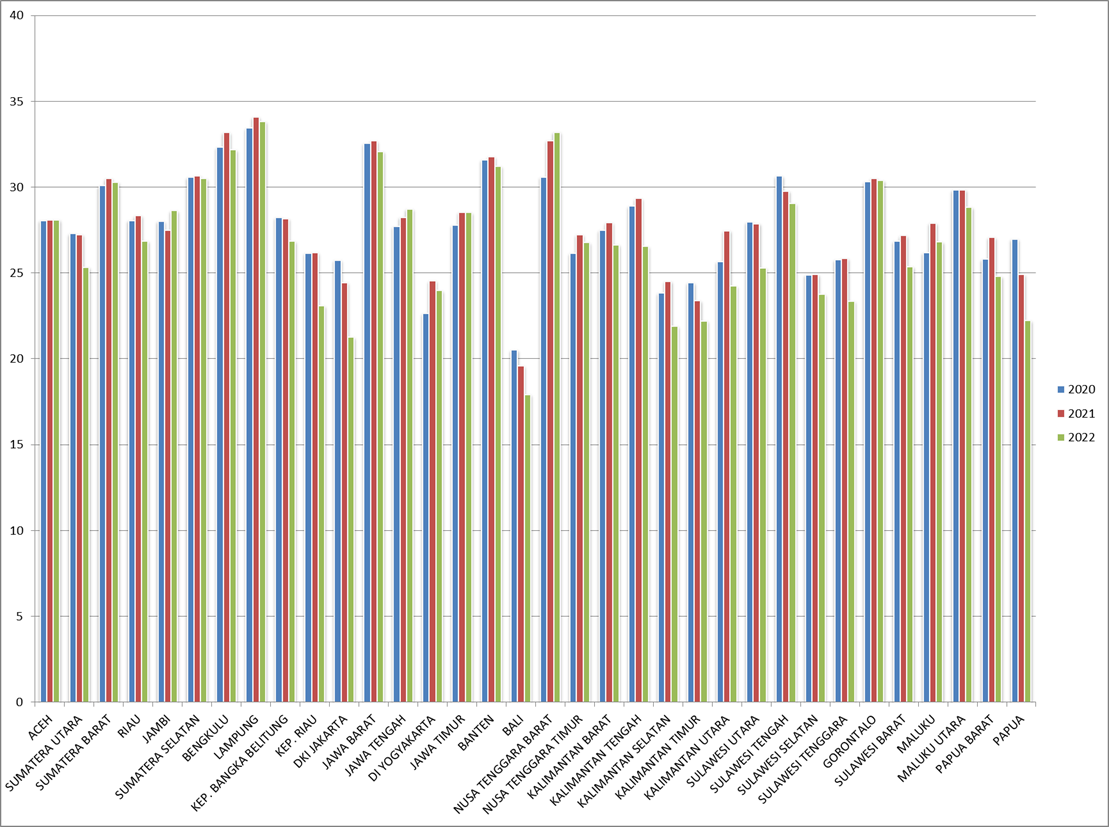 40
35
30
25
20
15
10
5
0
ACEH
SUMATERA UTARA
SUMATERA BARAT
RIAU
JAMBI
SUMATERA SELATAN
BENGKULU
LAMPUNG
KEP. BANGKA BELITUNG
KEP. RIAU
DKI JAKARTA
JAWA BARAT
JAWA TENGAH
DI YOGYAKARTA
JAWA TIMUR
BANTEN
BALI
NUSA TENGGARA BARAT
NUSA TENGGARA TIMUR
KALIMANTAN BARAT
KALIMANTAN TENGAH
KALIMANTAN SELATAN
KALIMANTAN TIMUR
KALIMANTAN UTARA
SULAWESI UTARA
SULAWESI TENGAH
SULAWESI SELATAN
SULAWESI TENGGARA
GORONTALO
SULAWESI BARAT
MALUKU
MALUKU UTARA
PAPUA BARAT
PAPUA
2020
2021
2022